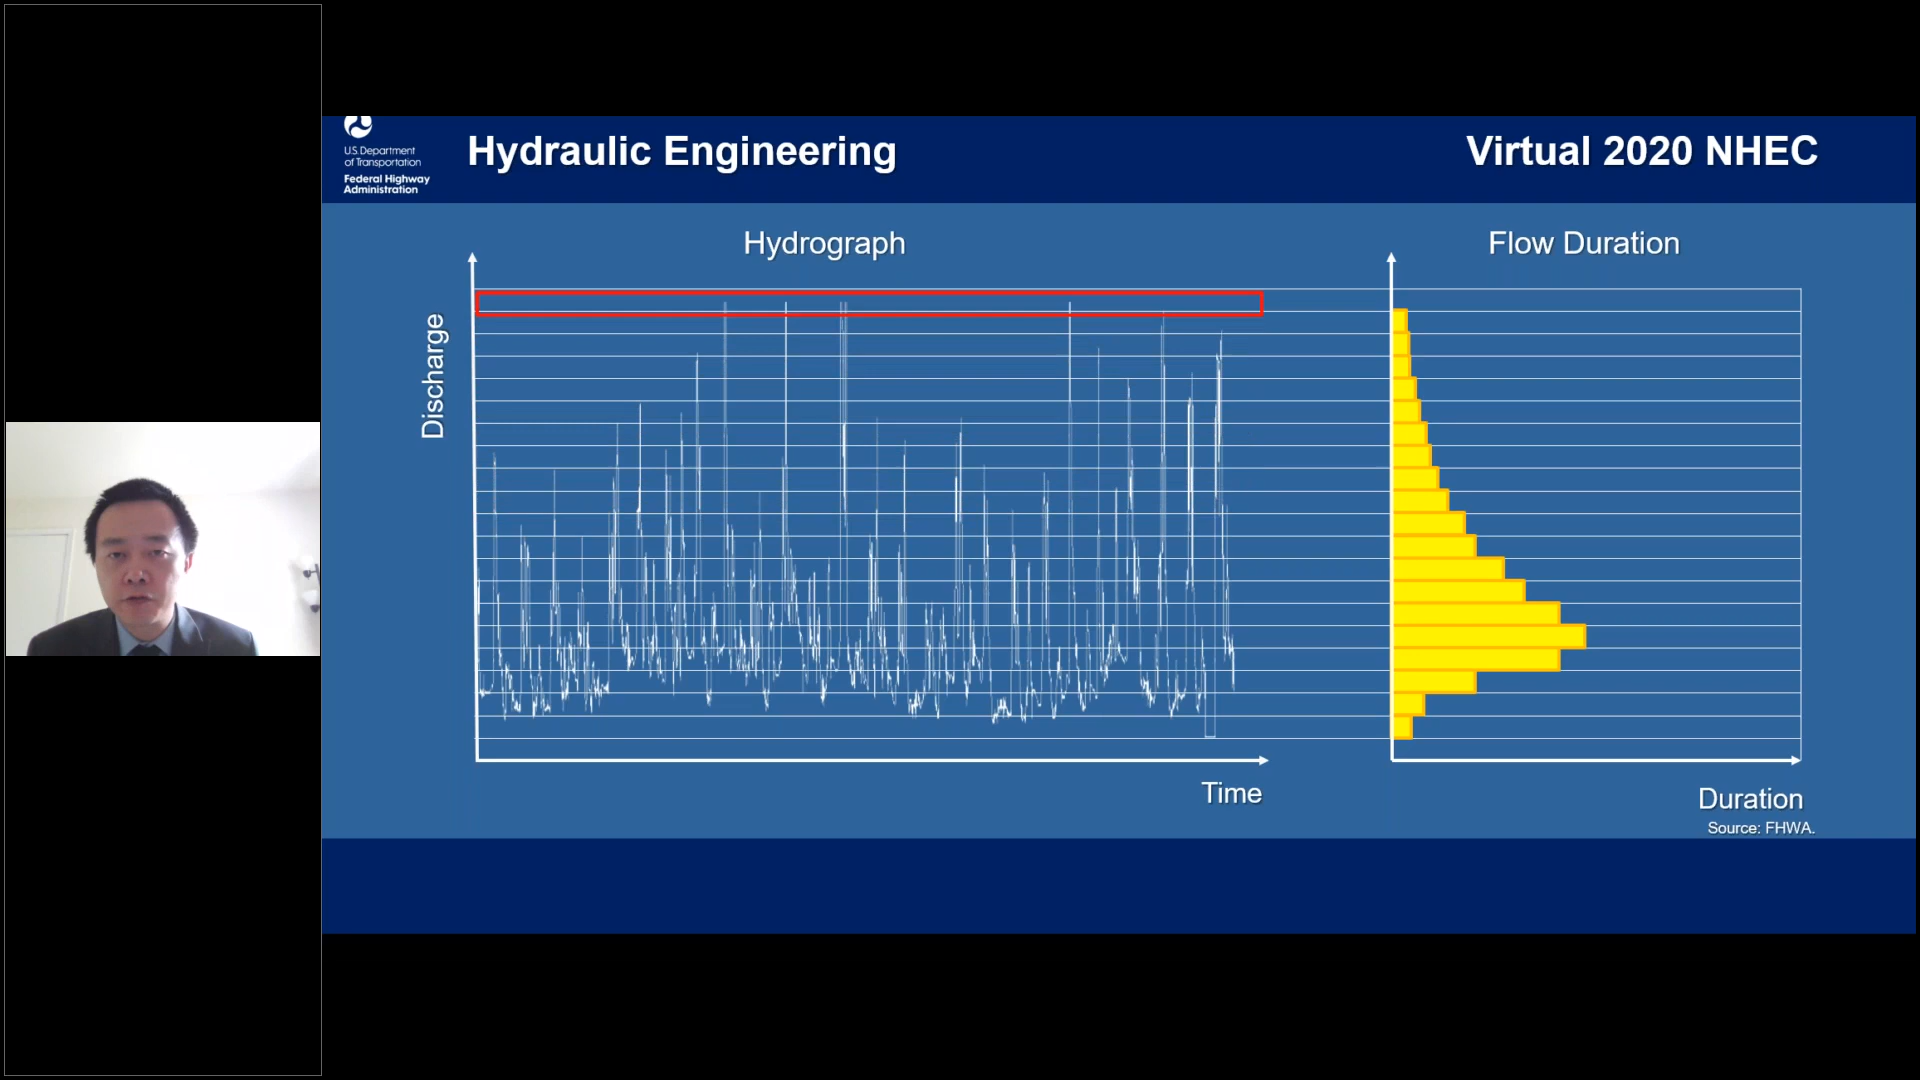 U.S. Department
of Transportation
Federal Highway
Administration
Hydraulic Engineering
Virtual 2020 NHEC
Hydrograph
Flow Duration
Discharge
Time
Duration
Source: FHWA.